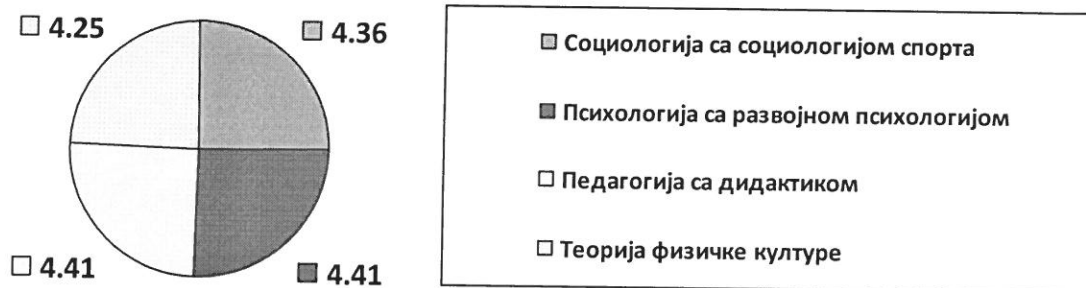 4.25
4.36
4.41
4.41
Социологија са социологијом спорта
Психологија са развојном психологијом
Педагогија са дидактиком
Теорија физичке културе